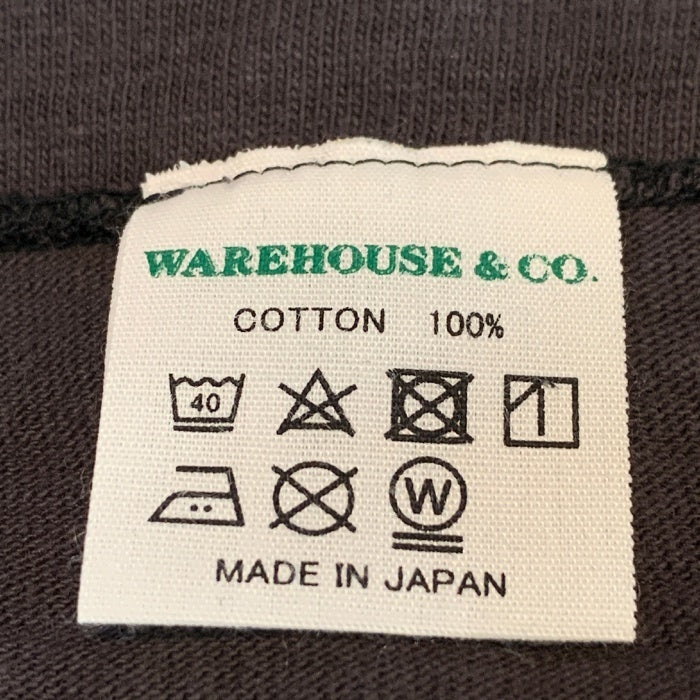 WAREHOUSE & CO.
COTTON 100%
40
W
MADE IN JAPAN